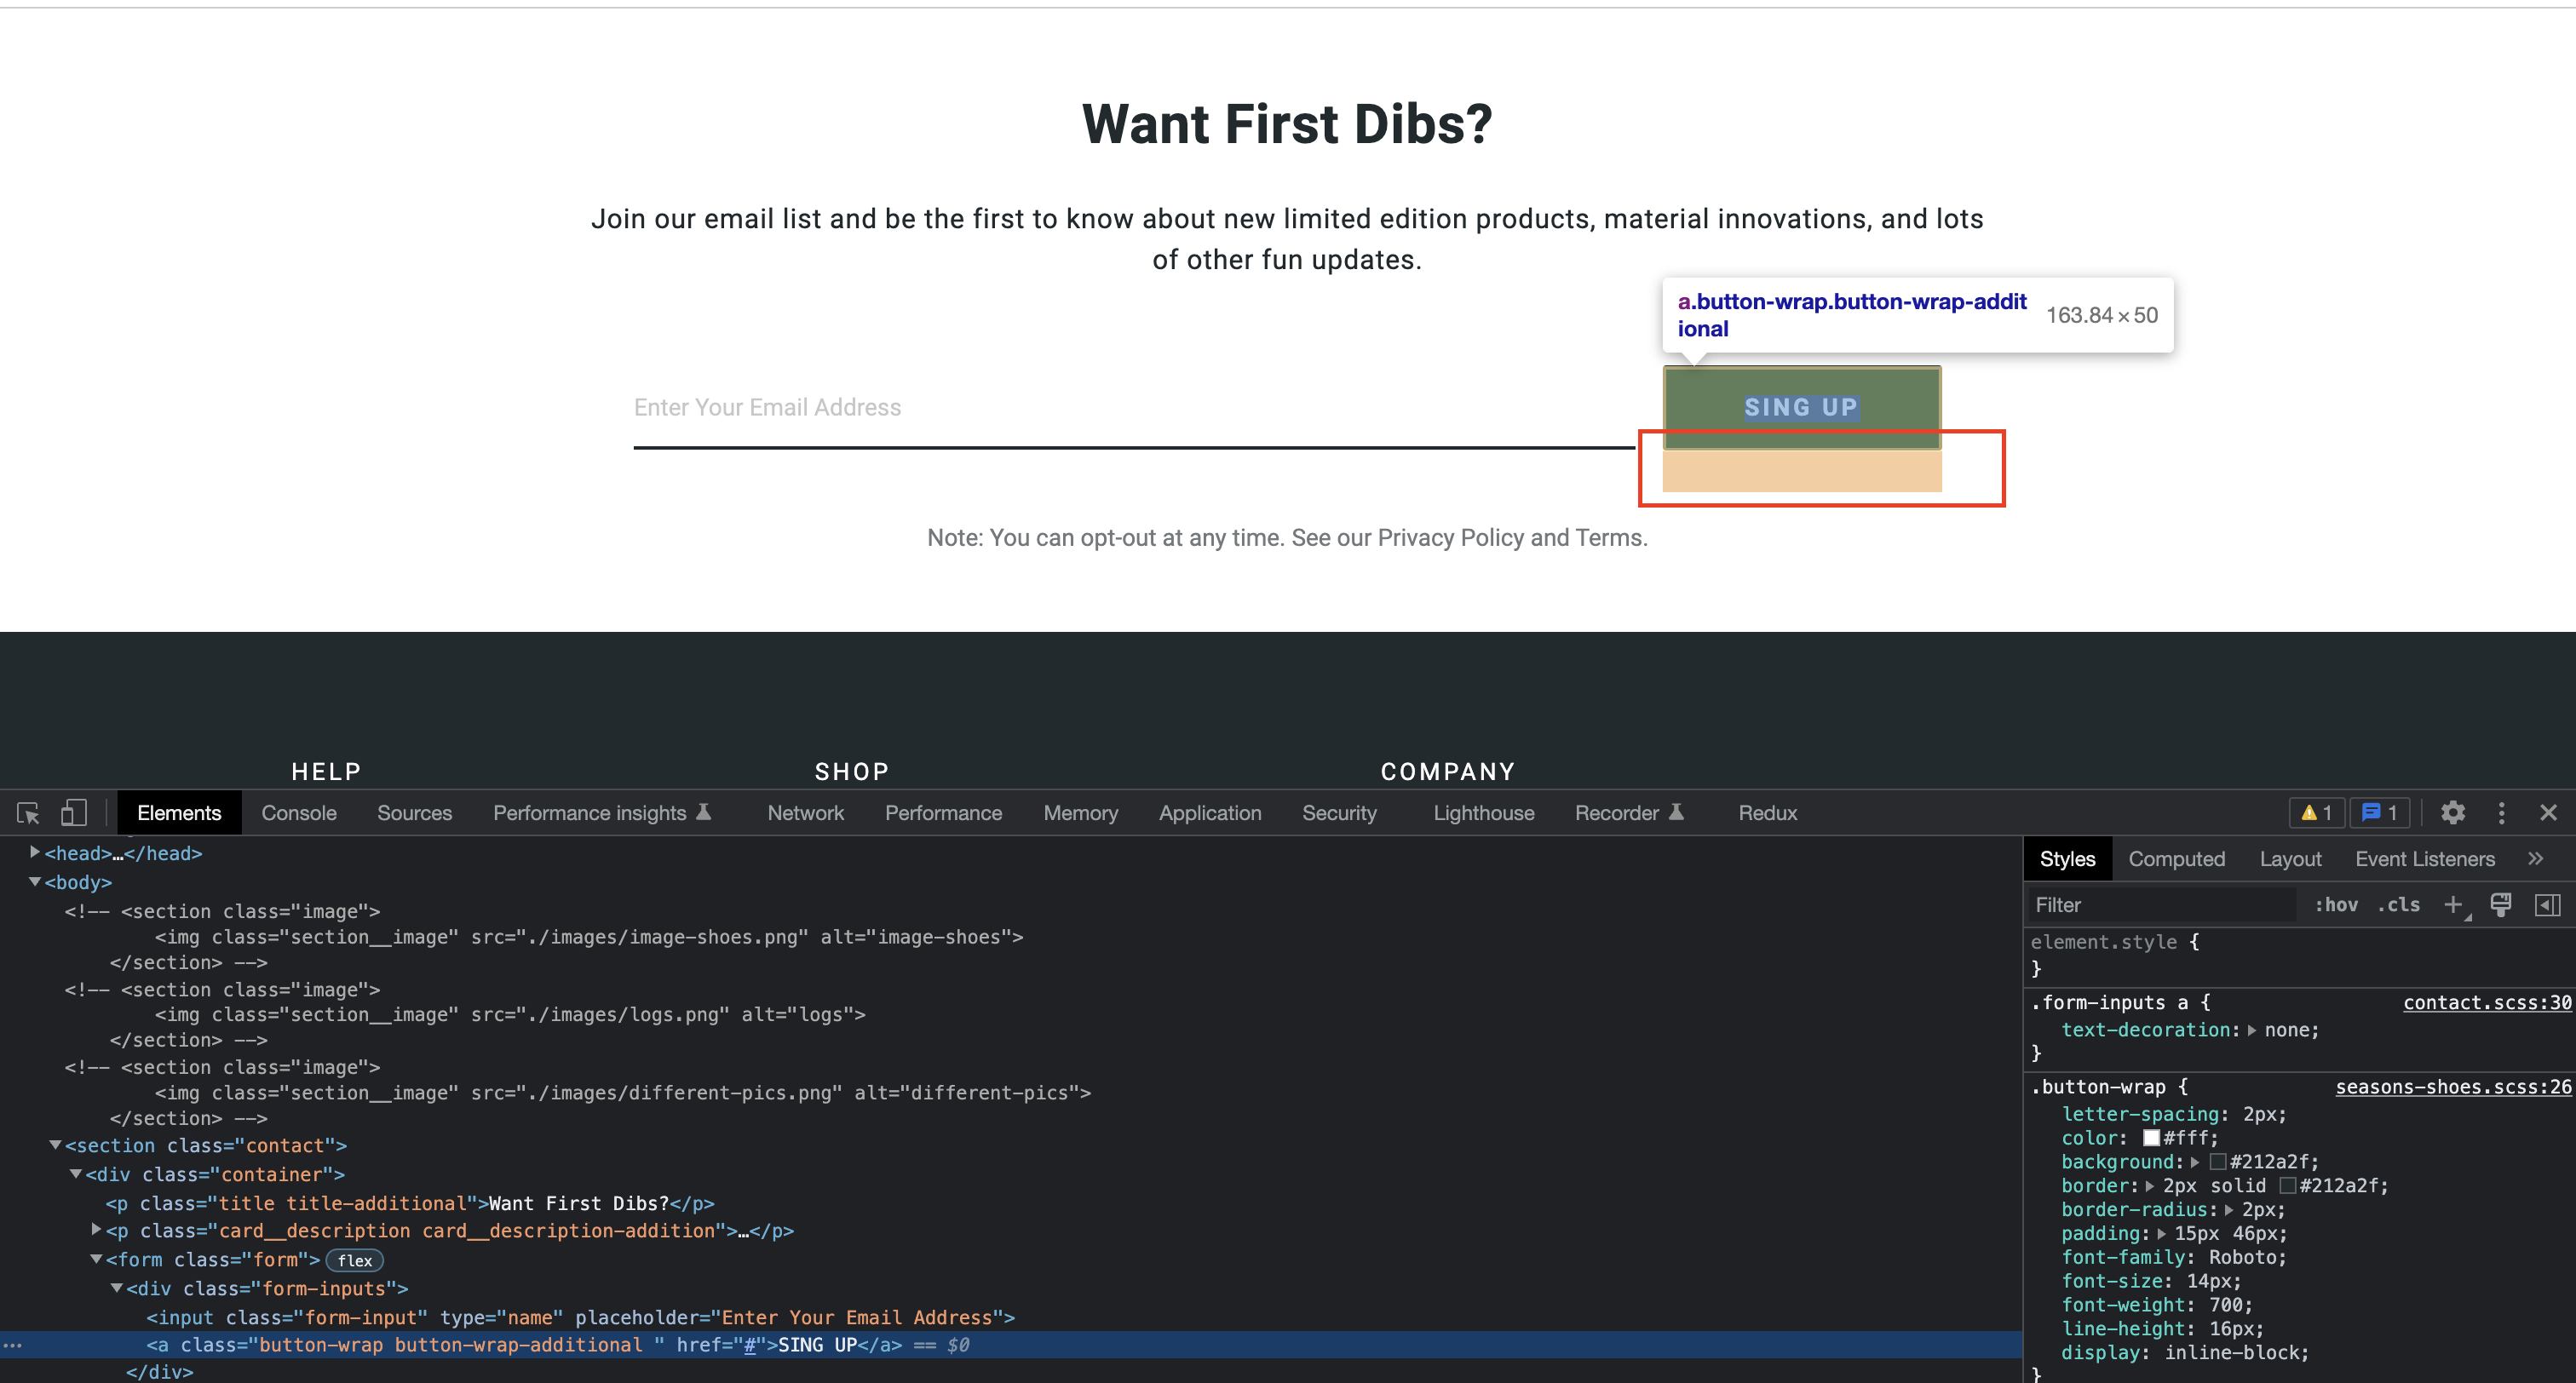 Want First Dibs?
Join our email list and be the first to know about new limited edition products, material innovations, and lots
of other fun updates.
a.button-wrap.button-wrap-addit
ional
163.84 × 50
Enter Your Email Address
SING UP
Note: You can opt-out at any time. See our Privacy Policy and Terms.
HELP
SHOP
COMPANY
Elements
Console
Sources
Performance insights
Network
Performance
Memory
Application
Security
Lighthouse
Recorder
Redux
1
1
<head>…</head>
<body>
<!-- <section class="image">
<img class="section__image" src="./images/image-shoes.png" alt="image-shoes">
</section> -->
<!-- <section class="image">
<img class="section__image" src="./images/logs.png" alt="logs">
</section> -->
<!-- <section class="image">
<img class="section__image" src="./images/different-pics.png" alt="different-pics">
</section> -->
<section class="contact">
<div class="container">
<p class="title title-additional">Want First Dibs?</p>
<p class="card__description card__description-addition">…</p>
<form class="form"> flex
<div class="form-inputs">
<input class="form-input" type="name" placeholder="Enter Your Email Address">
<a class="button-wrap button-wrap-additional " href="#">SING UP</a> == $0
</div>
Styles
Computed
Layout
Event Listeners
»
Filter
:hov
.cls
+
element.style {
}
.form-inputs a {
contact.scss:30
text-decoration: none;
}
.button-wrap {
seasons-shoes.scss:26
letter-spacing: 2px;
color: #fff;
background: #212a2f;
border: 2px solid #212a2f;
border-radius: 2px;
padding: 15px 46px;
font-family: Roboto;
font-size: 14px;
font-weight: 700;
line-height: 16px;
display: inline-block;
}